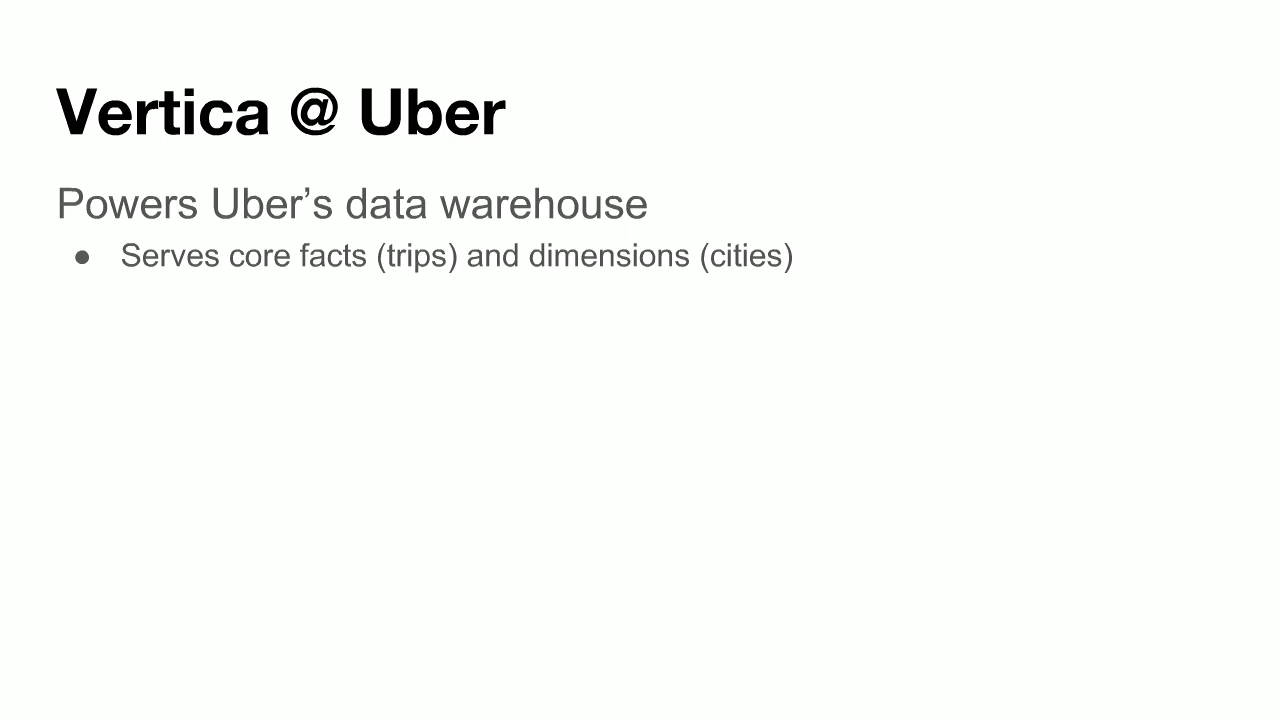 Vertica @ Uber
Powers Uber’s data warehouse
● Serves core facts (trips) and dimensions (cities)